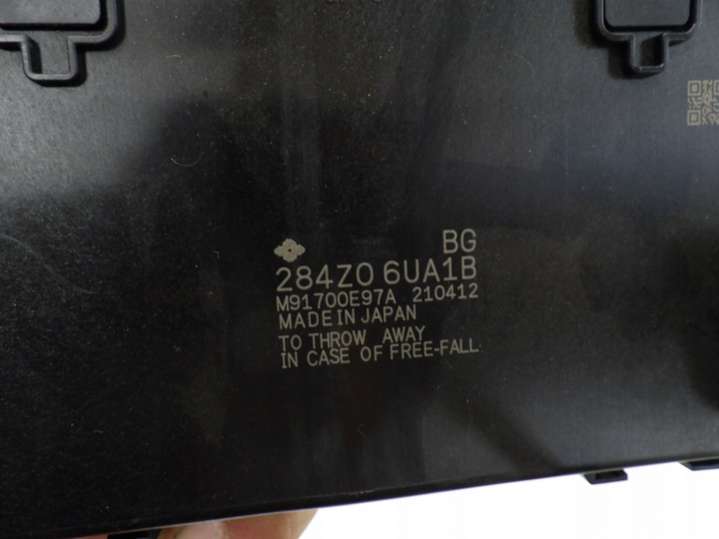 BG
284Z0 6UA1B
M91700E97A 210412
MADE IN JAPAN
TO THROW AWAY
IN CASE OF FREE-FALL